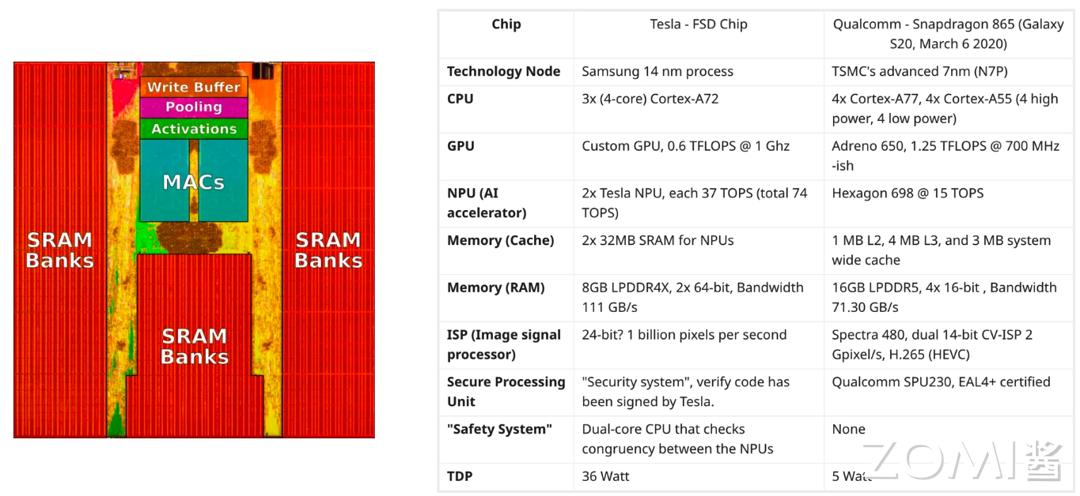 Write Buffer
Pooling
Activations
MACs
SRAM
Banks
SRAM
Banks
SRAM
Banks
Chip
Tesla - FSD Chip
Qualcomm - Snapdragon 865 (Galaxy
S20, March 6 2020)
Technology Node
Samsung 14 nm process
TSMC's advanced 7nm (N7P)
CPU
3x (4-core) Cortex-A72
4x Cortex-A77, 4x Cortex-A55 (4 high
power, 4 low power)
GPU
Custom GPU, 0.6 TFLOPS @ 1 Ghz
Adreno 650, 1.25 TFLOPS @ 700 MHz
-ish
NPU (AI
accelerator)
2x Tesla NPU, each 37 TOPS (total 74
TOPS)
Hexagon 698 @ 15 TOPS
Memory (Cache)
2x 32MB SRAM for NPUs
1 MB L2, 4 MB L3, and 3 MB system
wide cache
Memory (RAM)
8GB LPDDR4X, 2x 64-bit, Bandwidth
111 GB/s
16GB LPDDR5, 4x 16-bit , Bandwidth
71.30 GB/s
ISP (Image signal
processor)
24-bit? 1 billion pixels per second
Spectra 480, dual 14-bit CV-ISP 2
Gpixel/s, H.265 (HEVC)
Secure Processing
Unit
"Security system", verify code has
been signed by Tesla.
Qualcomm SPU230, EAL4+ certified
"Safety System"
Dual-core CPU that checks
congruency between the NPUs
None
TDP
36 Watt
5 Watt
ZOMI酱